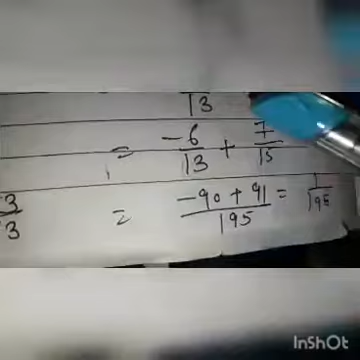 13
= -6/13 + 7/15
3/3 = (-90 + 91)/195 = 1/195
InShOt